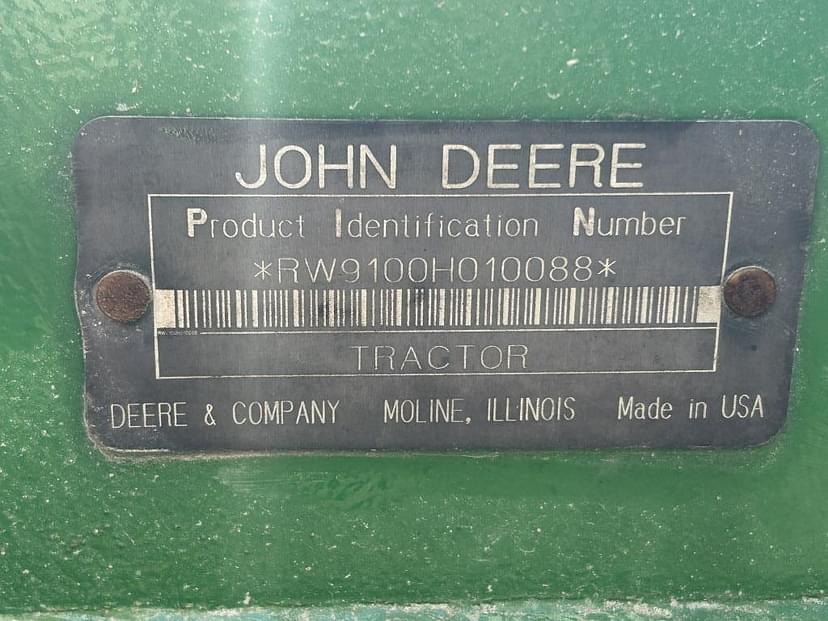 JOHN DEERE
Product Identification Number
*RW9100H010088*
TRACTOR
DEERE & COMPANY MOLINE, ILLINOIS Made in USA